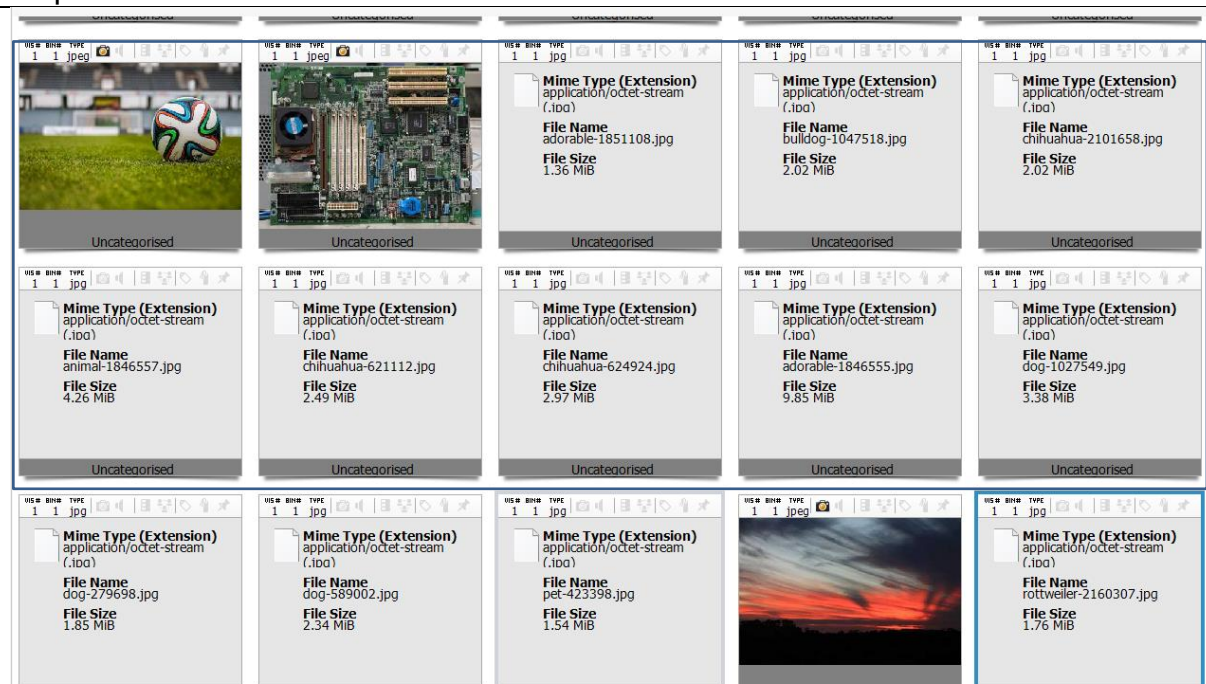 Uncategorised Uncategorised Uncategorised Uncategorised Uncategorised
VIS# BIN# TYPE VIS# BIN# TYPE VIS# BIN# TYPE VIS# BIN# TYPE VIS# BIN# TYPE
1 1 jpeg 1 1 jpeg 1 1 jpg 1 1 jpg 1 1 jpg
Mime Type (Extension) Mime Type (Extension) Mime Type (Extension)
application/octet-stream application/octet-stream application/octet-stream
(.jpg) (.jpg) (.jpg)
File Name File Name File Name
adorable-1851108.jpg bulldog-1047518.jpg chihuahua-2101658.jpg
File Size File Size File Size
1.36 MiB 2.02 MiB 2.02 MiB
Uncategorised Uncategorised Uncategorised Uncategorised Uncategorised
VIS# BIN# TYPE VIS# BIN# TYPE VIS# BIN# TYPE VIS# BIN# TYPE VIS# BIN# TYPE
1 1 jpg 1 1 jpg 1 1 jpg 1 1 jpg 1 1 jpg
Mime Type (Extension) Mime Type (Extension) Mime Type (Extension) Mime Type (Extension) Mime Type (Extension)
application/octet-stream application/octet-stream application/octet-stream application/octet-stream application/octet-stream
(.jpg) (.jpg) (.jpg) (.jpg) (.jpg)
File Name File Name File Name File Name File Name
animal-1846557.jpg chihuahua-621112.jpg chihuahua-624924.jpg adorable-1846555.jpg dog-1027549.jpg
File Size File Size File Size File Size File Size
4.26 MiB 2.49 MiB 2.97 MiB 9.85 MiB 3.38 MiB
Uncategorised Uncategorised Uncategorised Uncategorised Uncategorised
VIS# BIN# TYPE VIS# BIN# TYPE VIS# BIN# TYPE VIS# BIN# TYPE VIS# BIN# TYPE
1 1 jpg 1 1 jpg 1 1 jpg 1 1 jpeg 1 1 jpg
Mime Type (Extension) Mime Type (Extension) Mime Type (Extension) Mime Type (Extension)
application/octet-stream application/octet-stream application/octet-stream application/octet-stream
(.jpg) (.jpg) (.jpg) (.jpg)
File Name File Name File Name File Name
dog-279698.jpg dog-589002.jpg pet-423398.jpg rottweiler-2160307.jpg
File Size File Size File Size File Size
1.85 MiB 2.34 MiB 1.54 MiB 1.76 MiB